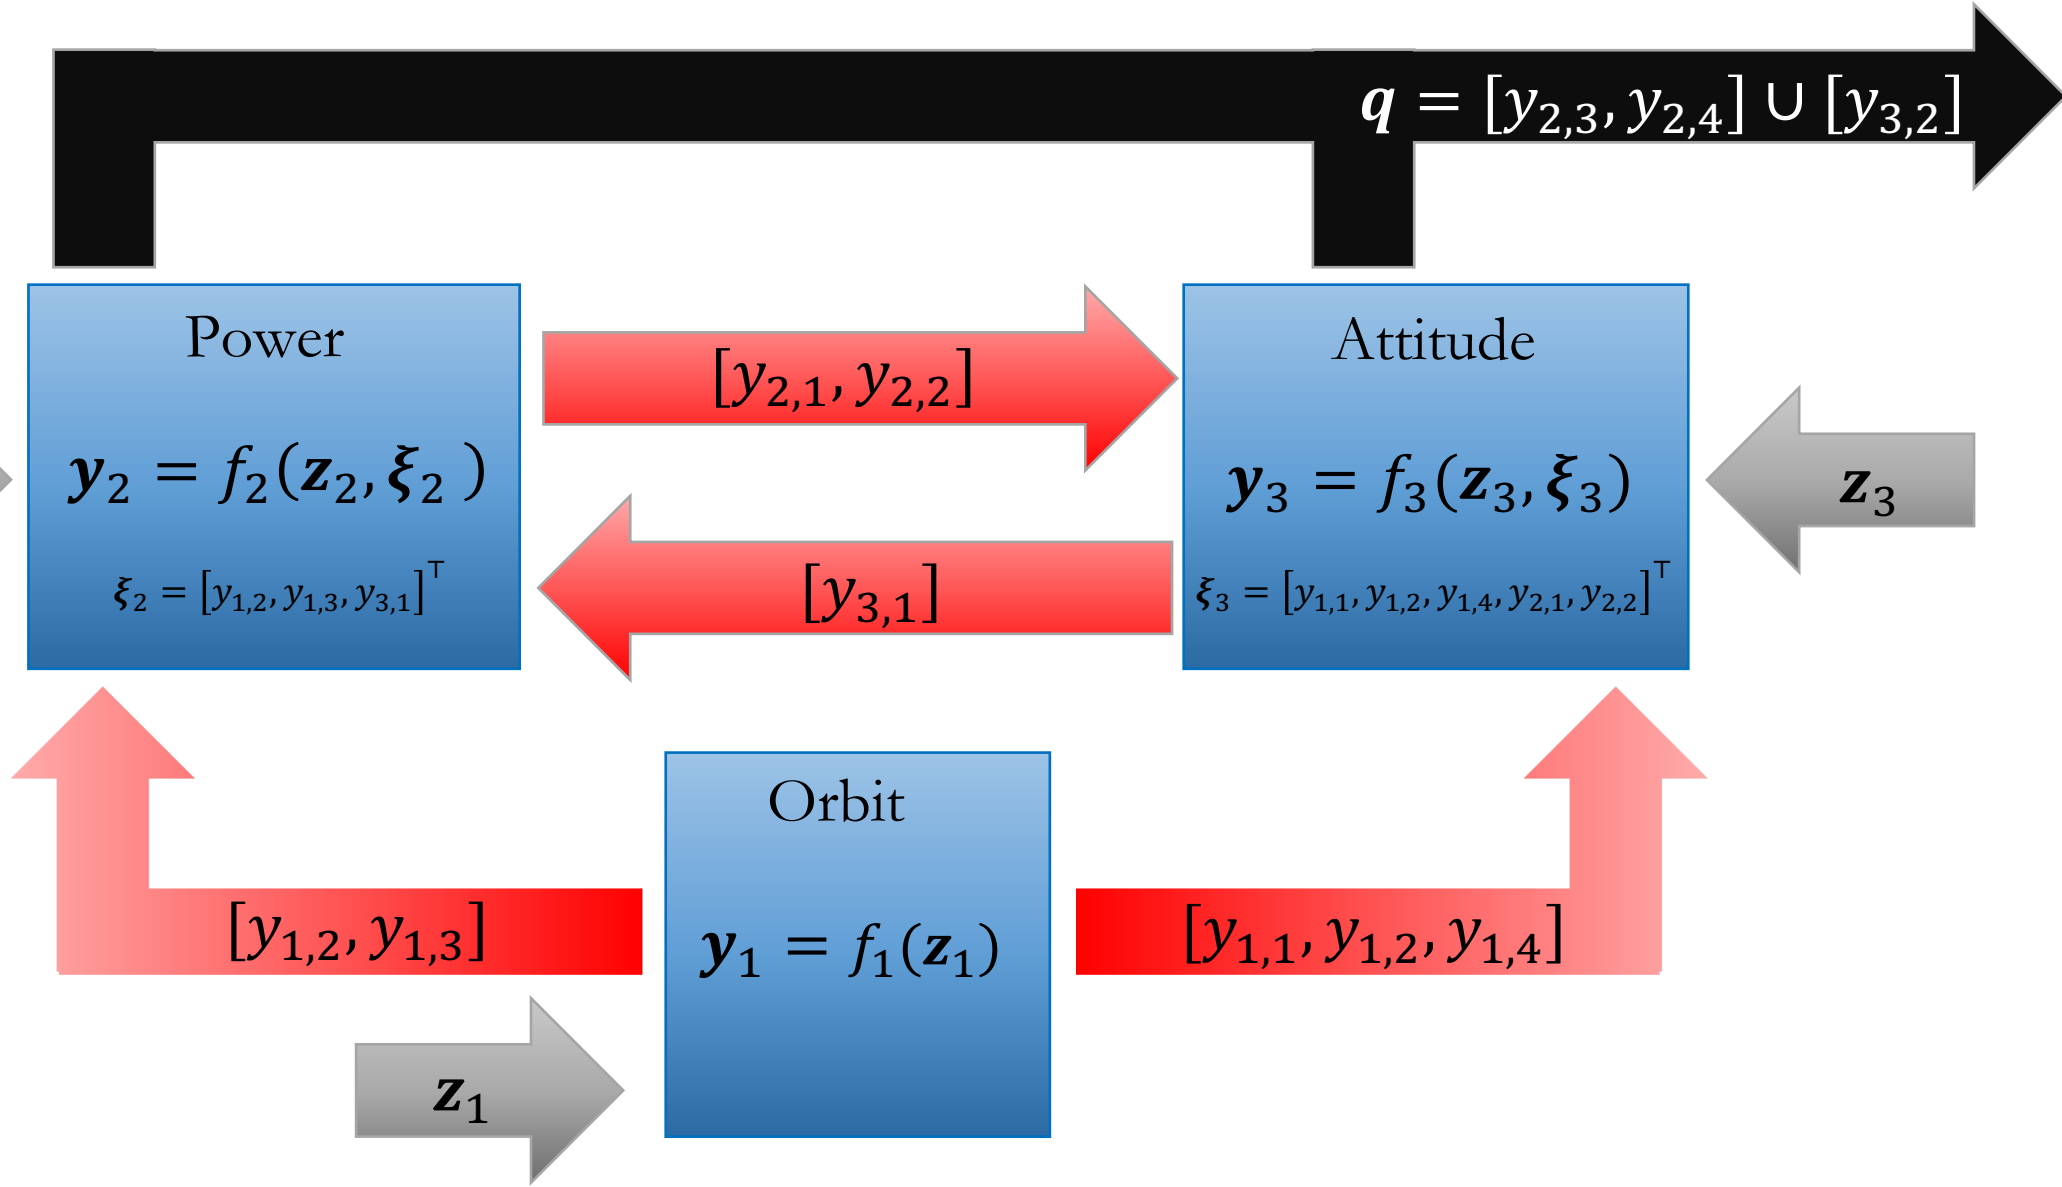 𝒒 = [y₂,₃, y₂,₄] ∪ [y₃,₂]
Power
𝒚₂ = f₂(𝒛₂, 𝝃₂ )
𝝃₂ = [y₁,₂, y₁,₃, y₃,₁]ᵀ
[y₂,₁, y₂,₂]
[y₃,₁]
Attitude
𝒚₃ = f₃(𝒛₃, 𝝃₃)
𝝃₃ = [y₁,₁, y₁,₂, y₁,₄, y₂,₁, y₂,₂]ᵀ
𝒛₃
[y₁,₂, y₁,₃]
Orbit
𝒚₁ = f₁(𝒛₁)
[y₁,₁, y₁,₂, y₁,₄]
𝒛₁